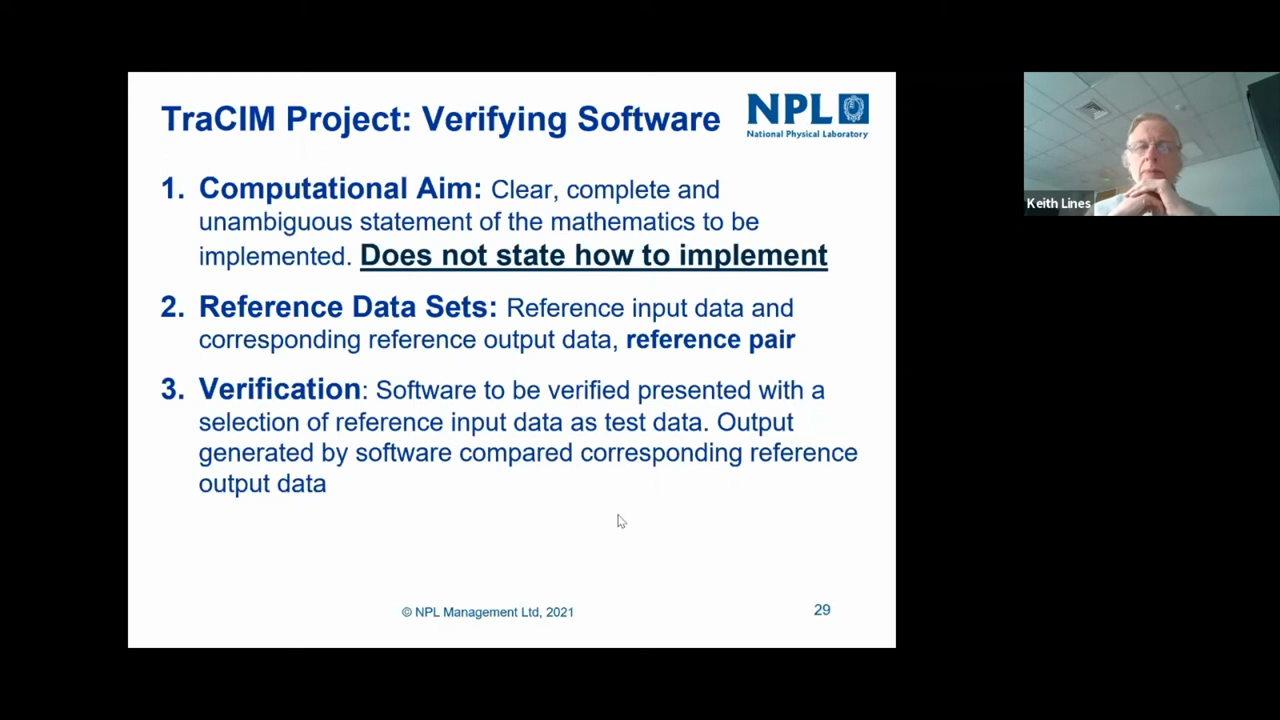 TraCIM Project: Verifying Software
NPL
National Physical Laboratory
1. Computational Aim: Clear, complete and
unambiguous statement of the mathematics to be
implemented. Does not state how to implement
2. Reference Data Sets: Reference input data and
corresponding reference output data, reference pair
3. Verification: Software to be verified presented with a
selection of reference input data as test data. Output
generated by software compared corresponding reference
output data
© NPL Management Ltd, 2021
29
Keith Lines